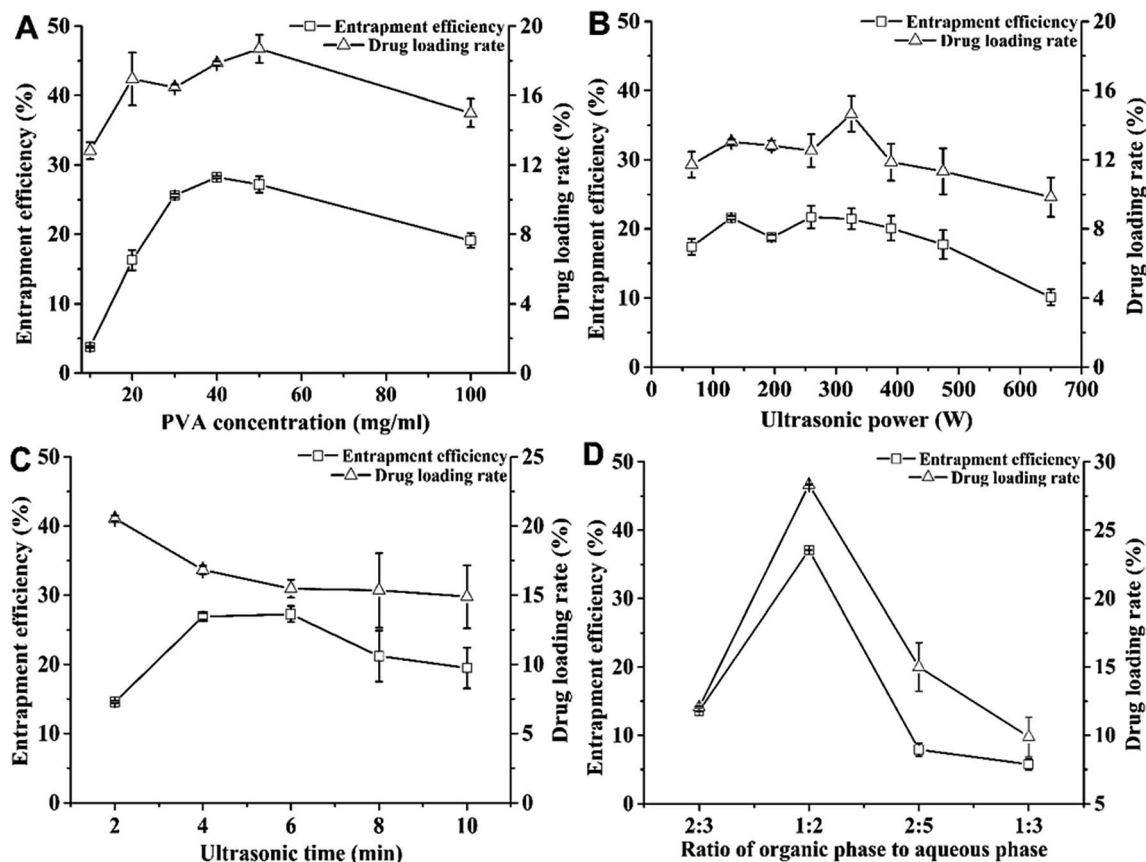 A
Entrapment efficiency
Drug loading rate
Entrapment efficiency (%)
50
40
30
20
10
0
Drug loading rate (%)
20
16
12
8
4
0
20 40 60 80 100
PVA concentration (mg/ml)
B
Entrapment efficiency
Drug loading rate
Entrapment efficiency (%)
50
40
30
20
10
0
Drug loading rate (%)
20
16
12
8
4
0
0 100 200 300 400 500 600 700
Ultrasonic power (W)
C
Entrapment efficiency
Drug loading rate
Entrapment efficiency (%)
50
40
30
20
10
0
Drug loading rate (%)
25
20
15
10
5
0
2 4 6 8 10
Ultrasonic time (min)
D
Entrapment efficiency
Drug loading rate
Entrapment efficiency (%)
50
40
30
20
10
0
Drug loading rate (%)
30
25
20
15
10
5
2:3 1:2 2:5 1:3
Ratio of organic phase to aqueous phase